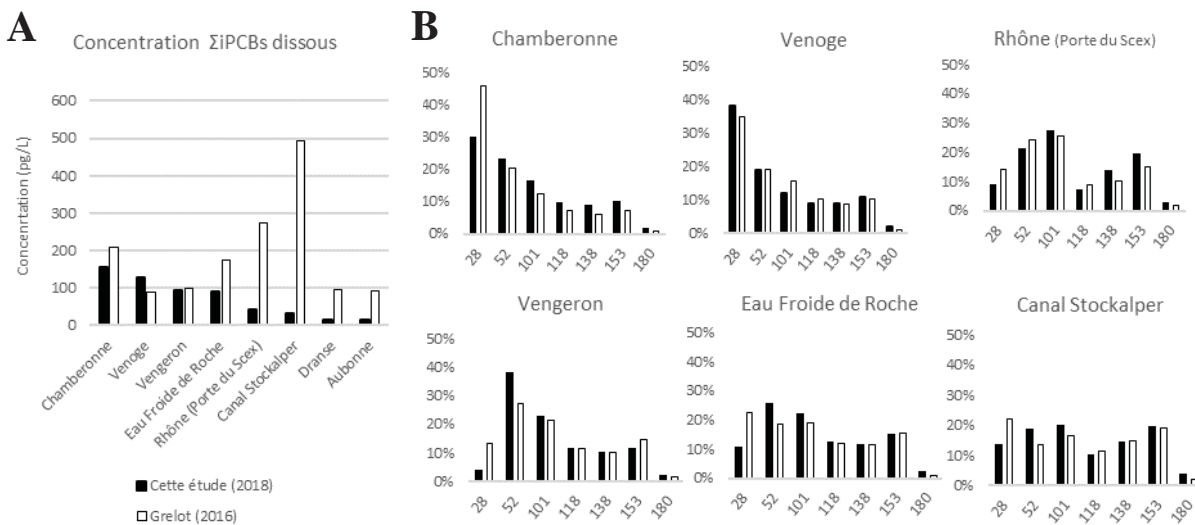 A
Concentration ΣiPCBs dissous
Concenrtation (pg/L)
600
500
400
300
200
100
0
Chamberonne
Venoge
Vengeron
Eau Froide de Roche
Rhône (Porte du Scex)
Canal Stockalper
Dranse
Aubonne
Cette étude (2018)
Grelot (2016)
B
Chamberonne
50%
40%
30%
20%
10%
0%
28 52 101 118 138 153 180
Venoge
50%
40%
30%
20%
10%
0%
28 52 101 118 138 153 180
Rhône (Porte du Scex)
50%
40%
30%
20%
10%
0%
28 52 101 118 138 153 180
Vengeron
50%
40%
30%
20%
10%
0%
28 52 101 118 138 153 180
Eau Froide de Roche
50%
40%
30%
20%
10%
0%
28 52 101 118 138 153 180
Canal Stockalper
50%
40%
30%
20%
10%
0%
28 52 101 118 138 153 180